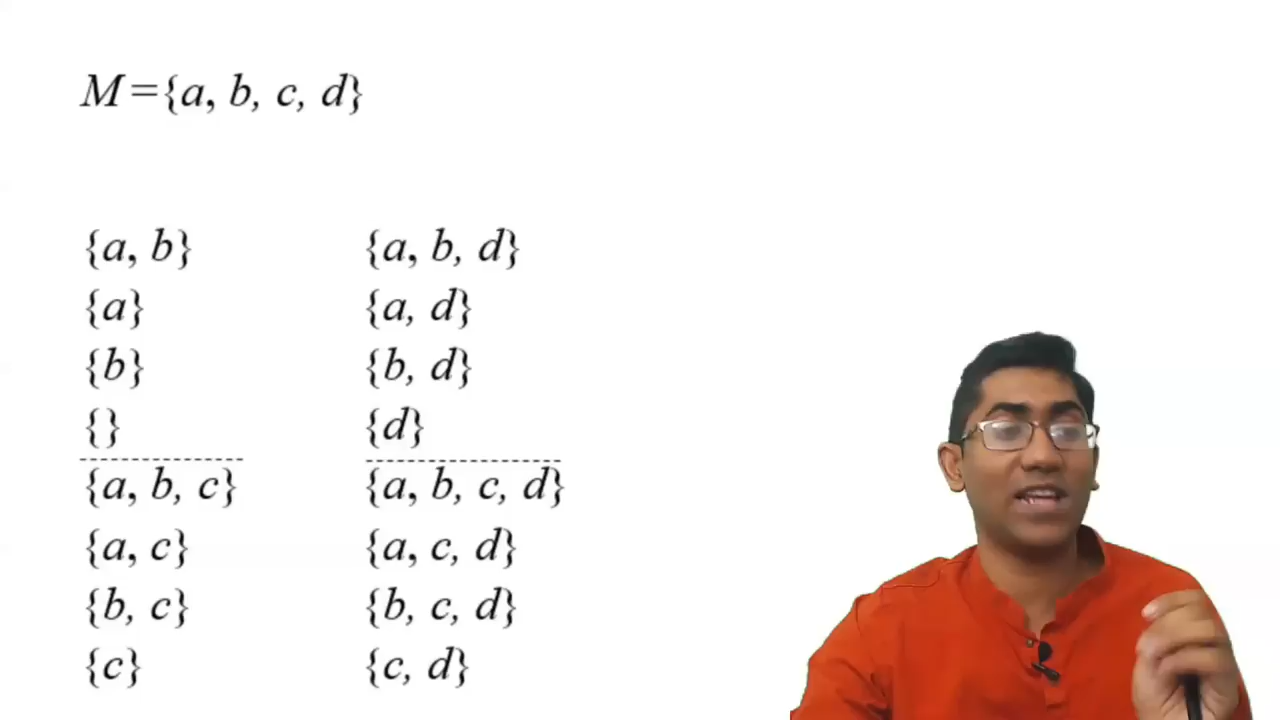 M={a, b, c, d}
{a, b} {a, b, d}
{a} {a, d}
{b} {b, d}
{} {d}
{a, b, c} {a, b, c, d}
{a, c} {a, c, d}
{b, c} {b, c, d}
{c} {c, d}